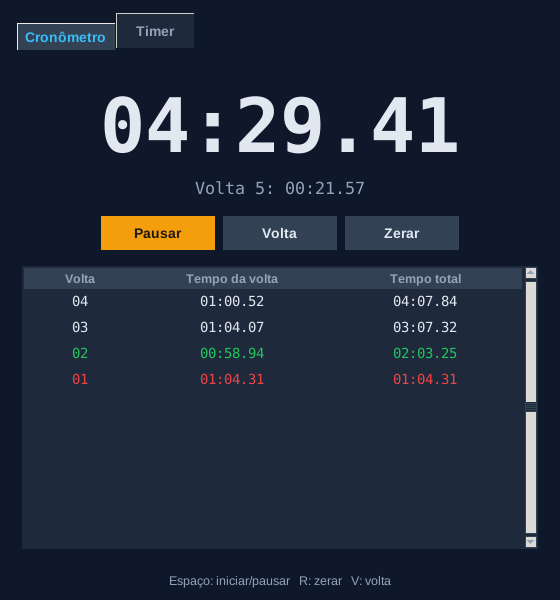 Cronômetro Timer
04:29.41
Volta 5: 00:21.57
Pausar Volta Zerar
Volta Tempo da volta Tempo total
04 01:00.52 04:07.84
03 01:04.07 03:07.32
02 00:58.94 02:03.25
01 01:04.31 01:04.31
Espaço: iniciar/pausar R: zerar V: volta